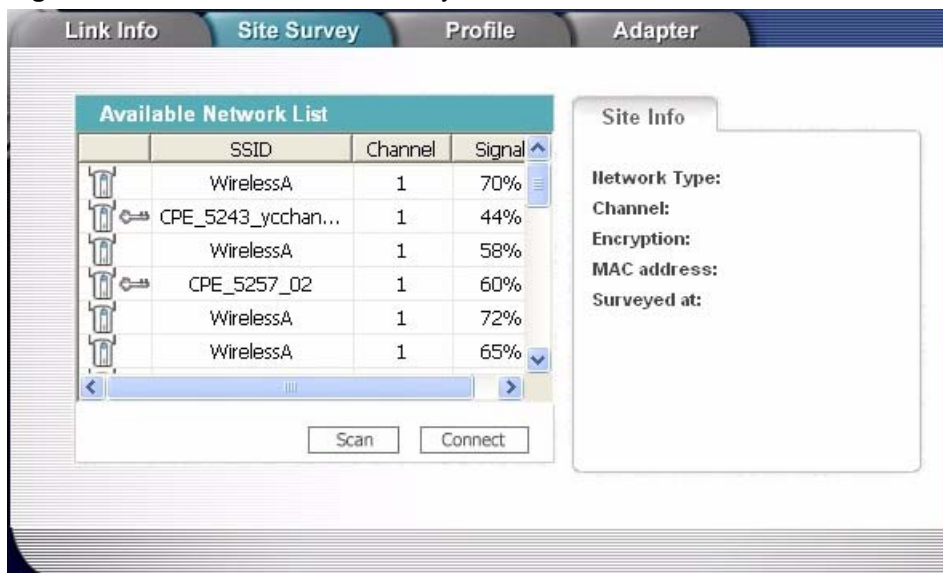 Link Info Site Survey Profile Adapter
Available Network List
SSID Channel Signal
WirelessA 1 70%
CPE_5243_ycchan... 1 44%
WirelessA 1 58%
CPE_5257_02 1 60%
WirelessA 1 72%
WirelessA 1 65%
Scan Connect
Site Info
Network Type:
Channel:
Encryption:
MAC address:
Surveyed at: